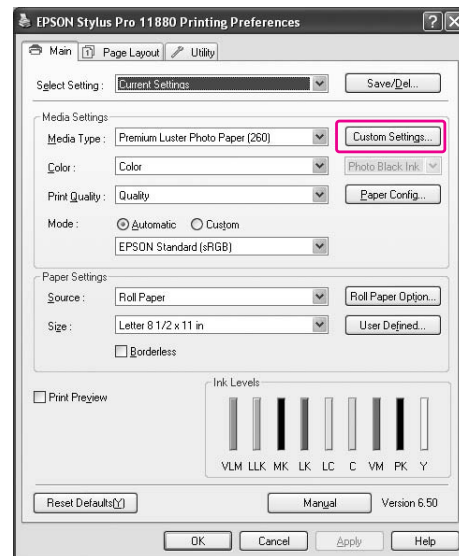 EPSON Stylus Pro 11880 Printing Preferences
Main Page Layout Utility
Select Setting : Current Settings Save/Del...
Media Settings
Media Type : Premium Luster Photo Paper (260) Custom Settings...
Color : Color Photo Black Ink
Print Quality : Quality Paper Config...
Mode : Automatic Custom
EPSON Standard (sRGB)
Paper Settings
Source : Roll Paper Roll Paper Option...
Size : Letter 8 1/2 x 11 in User Defined...
Borderless
Print Preview
Ink Levels
VLM LLK MK LK LC C VM PK Y
Reset Defaults(Y) Manual Version 6.50
OK Cancel Apply Help